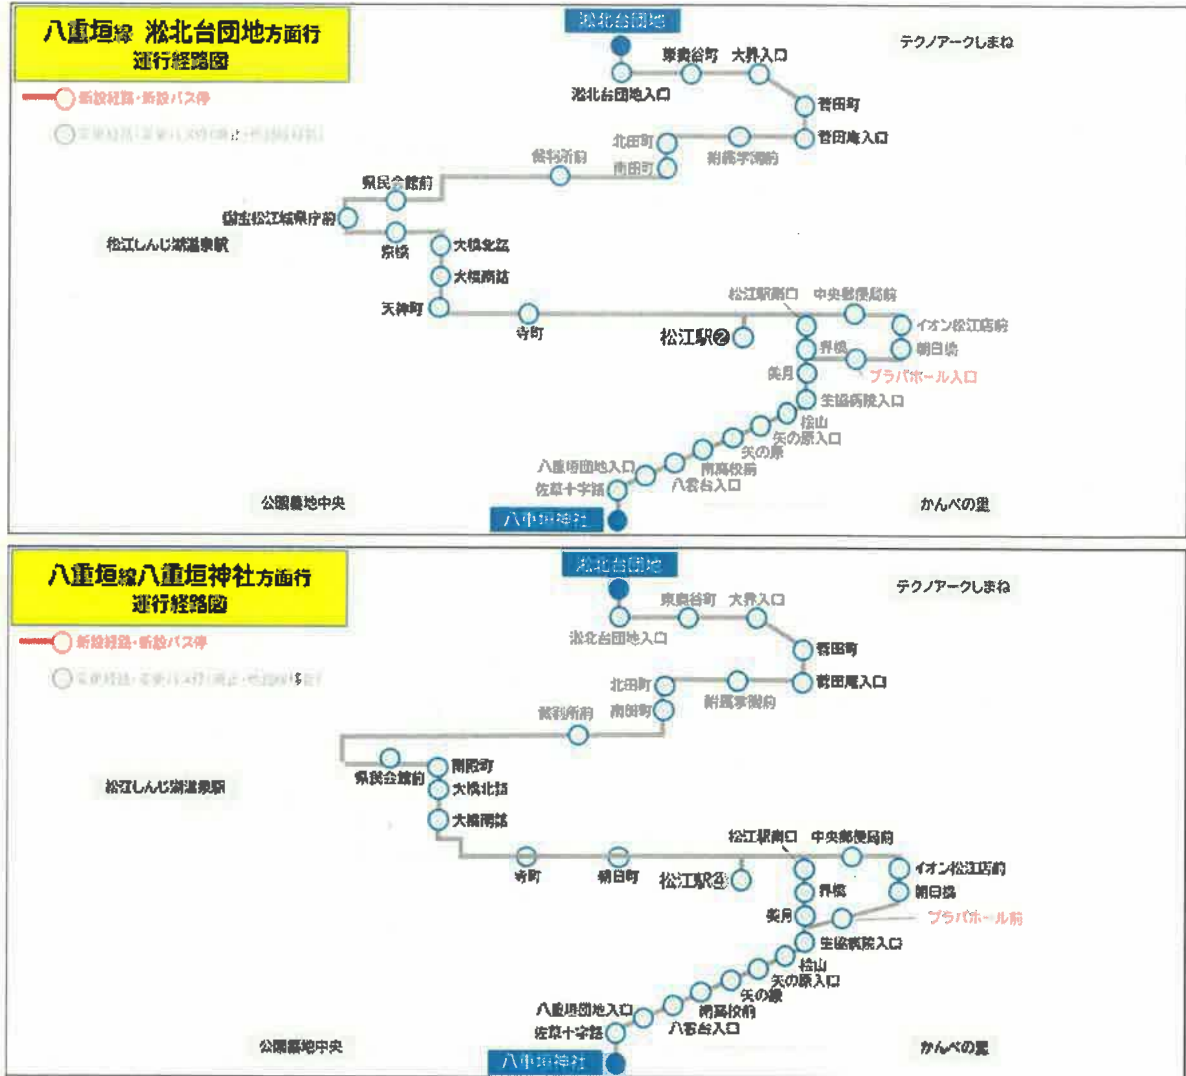 八重垣線 淞北台団地方面行
運行経路図
新設経路・新設バス停
淞北台団地
テクノアークしまね
東奥谷町
大界入口
淞北台団地入口
菅田町
菅田庵入口
北田町
附属学園前
南田町
裁判所前
県民会館前
国宝松江城県庁前
松江しんじ湖温泉駅
京橋
大橋北詰
大橋南詰
天神町
寺町
松江駅②
松江駅南口
中央郵便局前
イオン松江店前
朝日橋
界橋
プラバホール入口
美月
生協病院入口
桧山
矢の原入口
矢の原
南高校前
八雲台入口
八重垣団地入口
佐草十字路
八重垣神社
公園墓地中央
かんべの里
八重垣線八重垣神社方面行
運行経路図
新設経路・新設バス停
淞北台団地
テクノアークしまね
東奥谷町
大界入口
淞北台団地入口
菅田町
菅田庵入口
北田町
附属学園前
南田町
裁判所前
県民会館前
南殿町
松江しんじ湖温泉駅
大橋北詰
大橋南詰
寺町
朝日町
松江駅④
松江駅南口
中央郵便局前
イオン松江店前
朝日橋
界橋
プラバホール前
美月
生協病院入口
桧山
矢の原入口
矢の原
南高校前
八雲台入口
八重垣団地入口
佐草十字路
八重垣神社
公園墓地中央
かんべの里